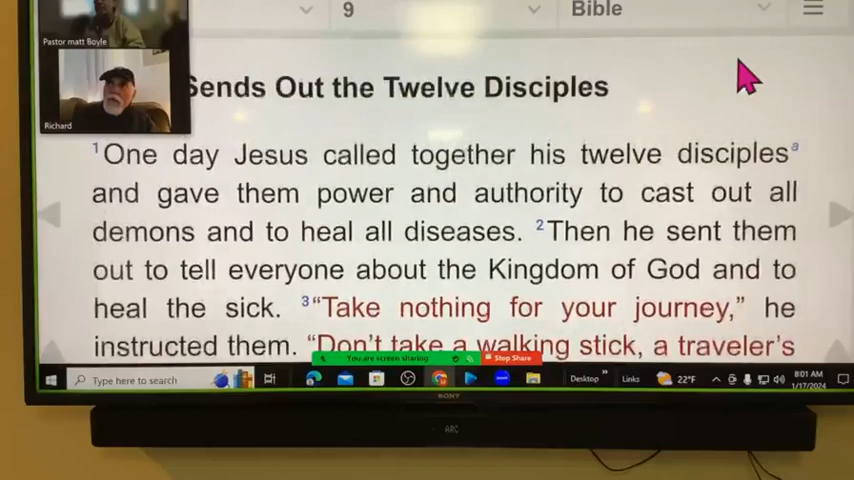 9
Bible
Pastor matt Boyle
Richard
Sends Out the Twelve Disciples
1One day Jesus called together his twelve disciplesa
and gave them power and authority to cast out all
demons and to heal all diseases. 2Then he sent them
out to tell everyone about the Kingdom of God and to
heal the sick. 3“Take nothing for your journey,” he
instructed them. “Don’t take a walking stick, a traveler’s
You are screen sharing
Stop Share
Type here to search
Desktop
Links
22°F
8:01 AM
1/17/2024
SONY
ARC